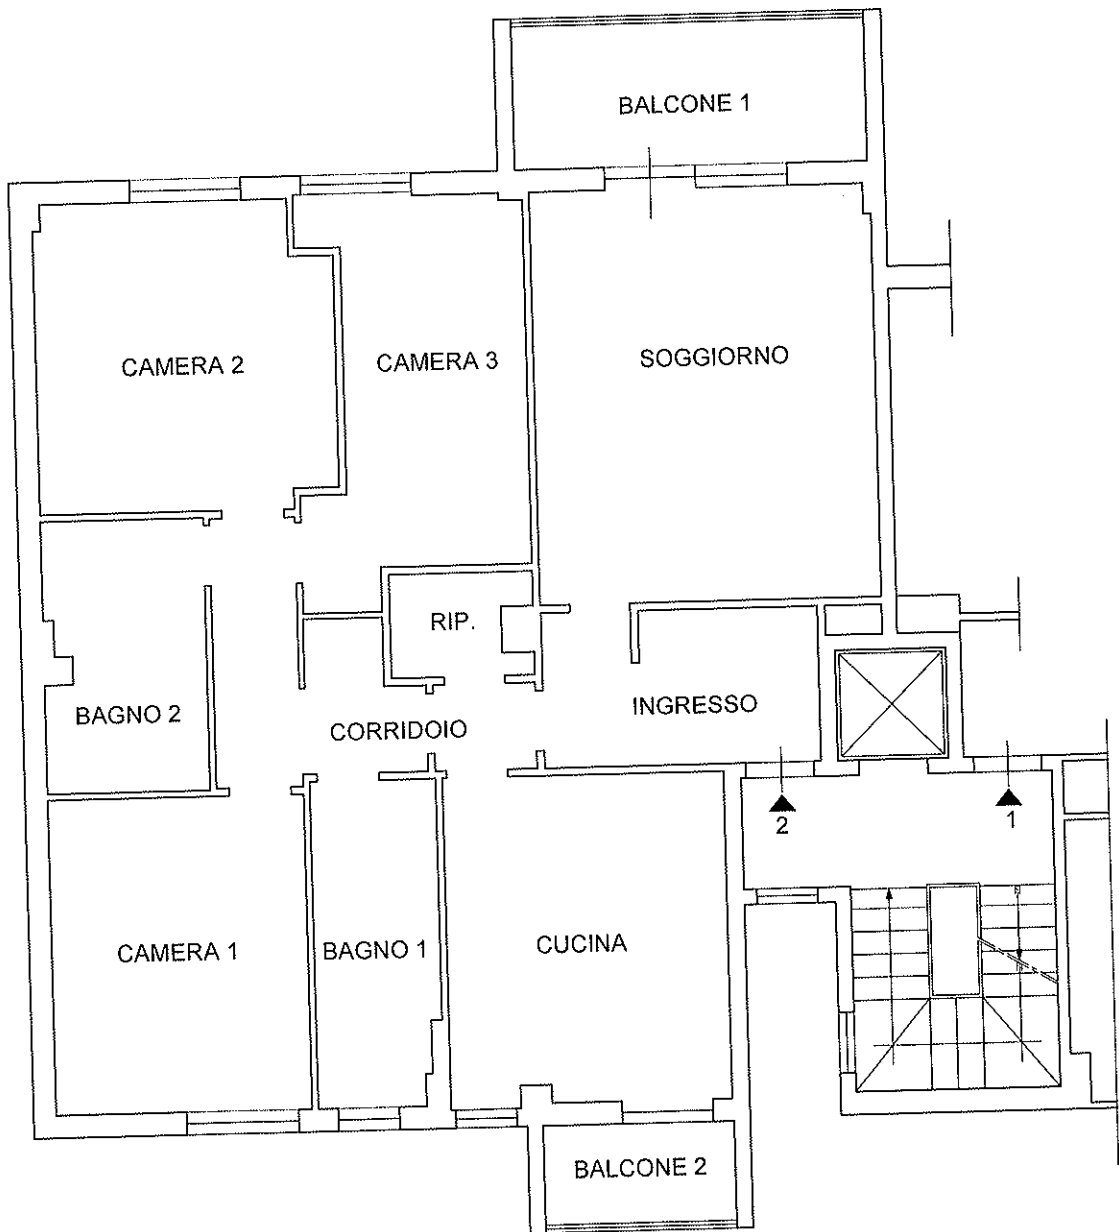 BALCONE 1
CAMERA 2
CAMERA 3
SOGGIORNO
RIP.
BAGNO 2
CORRIDOIO
INGRESSO
2
1
CAMERA 1
BAGNO 1
CUCINA
BALCONE 2